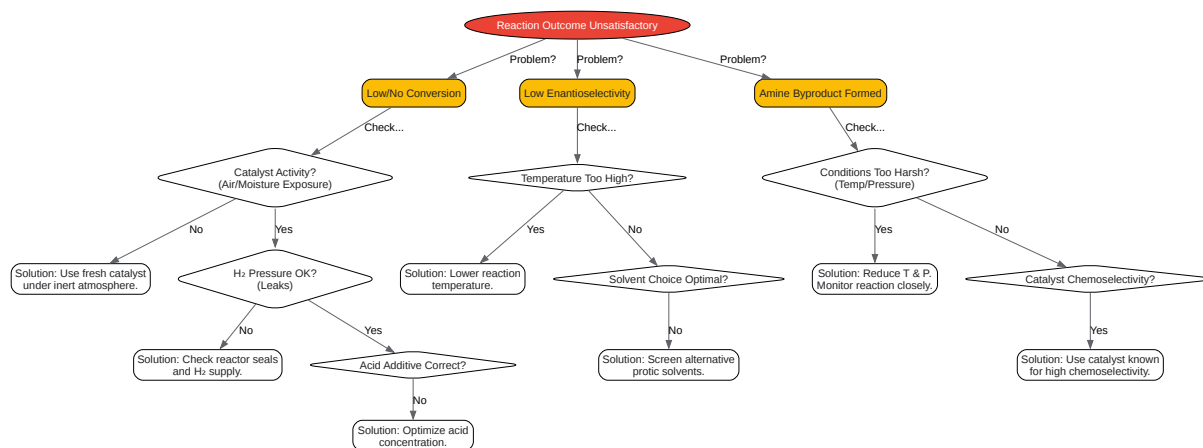 Reaction Outcome Unsatisfactory
Problem?
Problem?
Problem?
Low/No Conversion
Low Enantioselectivity
Amine Byproduct Formed
Check...
Check...
Check...
Catalyst Activity?
(Air/Moisture Exposure)
Temperature Too High?
Conditions Too Harsh?
(Temp/Pressure)
No
Yes
Yes
No
Yes
No
Solution: Use fresh catalyst
under inert atmosphere.
H₂ Pressure OK?
(Leaks)
Solution: Lower reaction
temperature.
Solvent Choice Optimal?
Solution: Reduce T & P.
Monitor reaction closely.
Catalyst Chemoselectivity?
No
Yes
No
Yes
Solution: Check reactor seals
and H₂ supply.
Acid Additive Correct?
Solution: Screen alternative
protic solvents.
Solution: Use catalyst known
for high chemoselectivity.
No
Solution: Optimize acid
concentration.